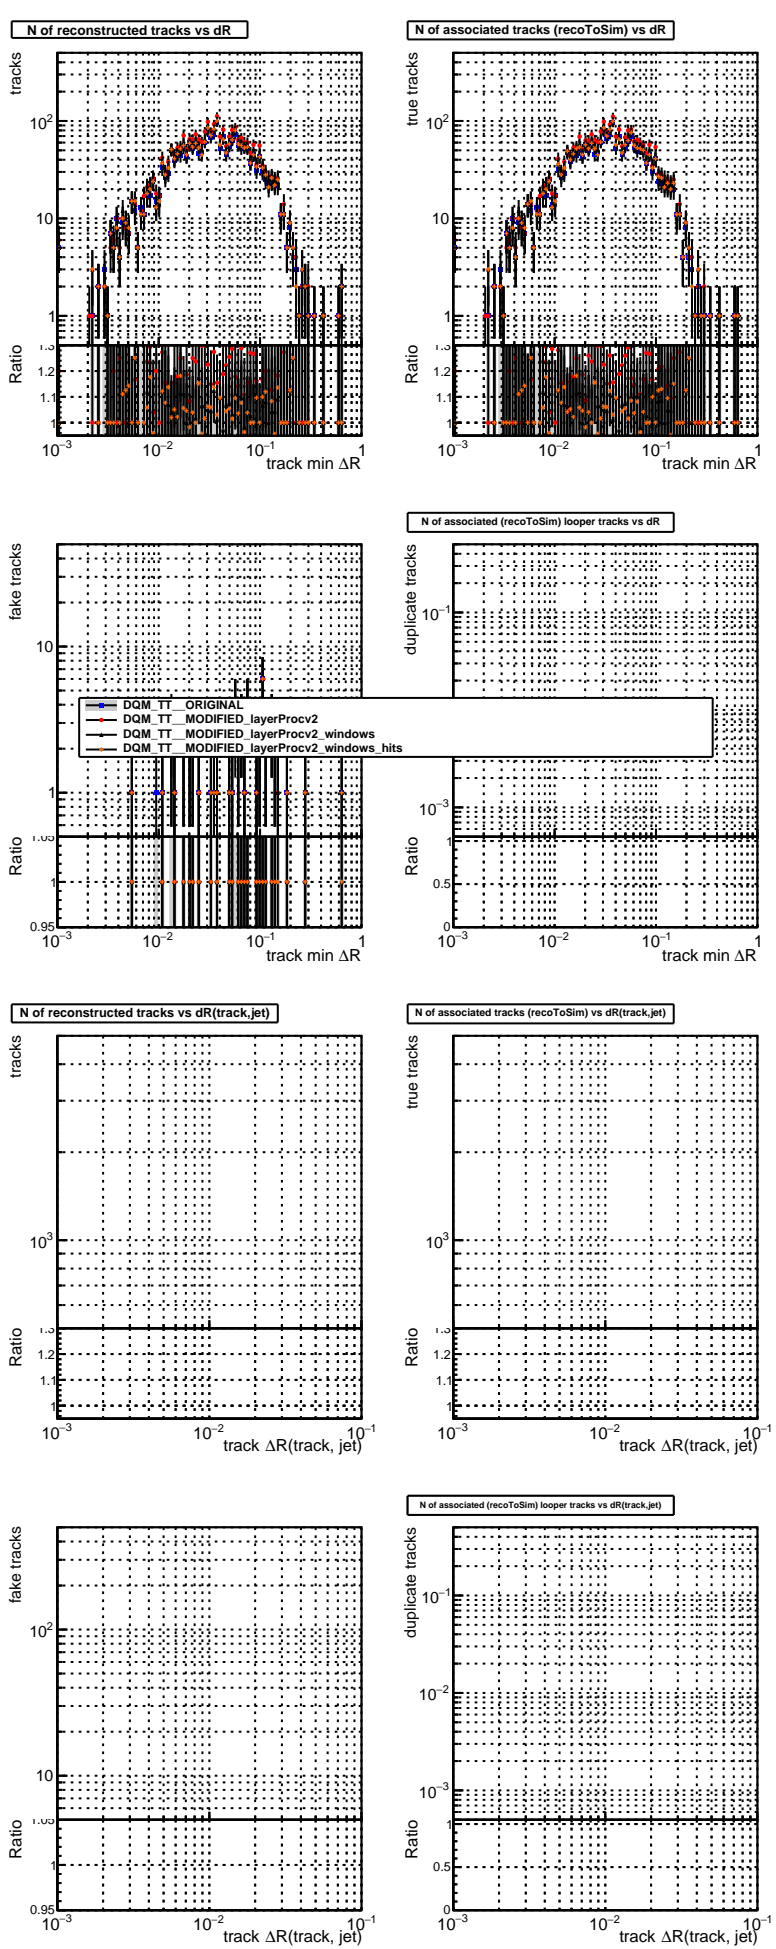 N of reconstructed tracks vs dR
N of associated tracks (recoToSim) vs dR
tracks
10²
10
1
Ratio
1.3
1.2
1.1
1
10⁻³
10⁻²
10⁻¹
1
track min ΔR
true tracks
10²
10
1
Ratio
1.3
1.2
1.1
1
10⁻³
10⁻²
10⁻¹
1
track min ΔR
N of associated (recoToSim) looper tracks vs dR
fake tracks
10
1
Ratio
1.05
1
0.95
10⁻³
10⁻²
10⁻¹
1
track min ΔR
duplicate tracks
10⁻¹
10⁻³
Ratio
1
0.5
0
10⁻³
10⁻²
10⁻¹
1
track min ΔR
DQM_TT__ORIGINAL
DQM_TT__MODIFIED_layerProcv2
DQM_TT__MODIFIED_layerProcv2_windows
DQM_TT__MODIFIED_layerProcv2_windows_hits
N of reconstructed tracks vs dR(track,jet)
N of associated tracks (recoToSim) vs dR(track,jet)
tracks
10³
Ratio
1.3
1.2
1.1
1
10⁻³
10⁻²
10⁻¹
track ΔR(track, jet)
true tracks
10³
Ratio
1.3
1.2
1.1
1
10⁻³
10⁻²
10⁻¹
track ΔR(track, jet)
N of associated (recoToSim) looper tracks vs dR(track,jet)
fake tracks
10²
10
Ratio
1.05
1
0.95
10⁻³
10⁻²
10⁻¹
track ΔR(track, jet)
duplicate tracks
10⁻¹
10⁻²
10⁻³
Ratio
1
0.5
0
10⁻³
10⁻²
10⁻¹
track ΔR(track, jet)